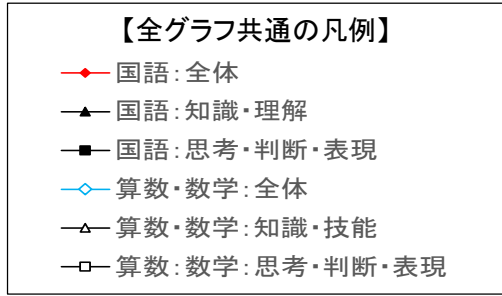 【全グラフ共通の凡例】
国語:全体
国語:知識・理解
国語:思考・判断・表現
算数・数学:全体
算数・数学:知識・技能
算数:数学:思考・判断・表現